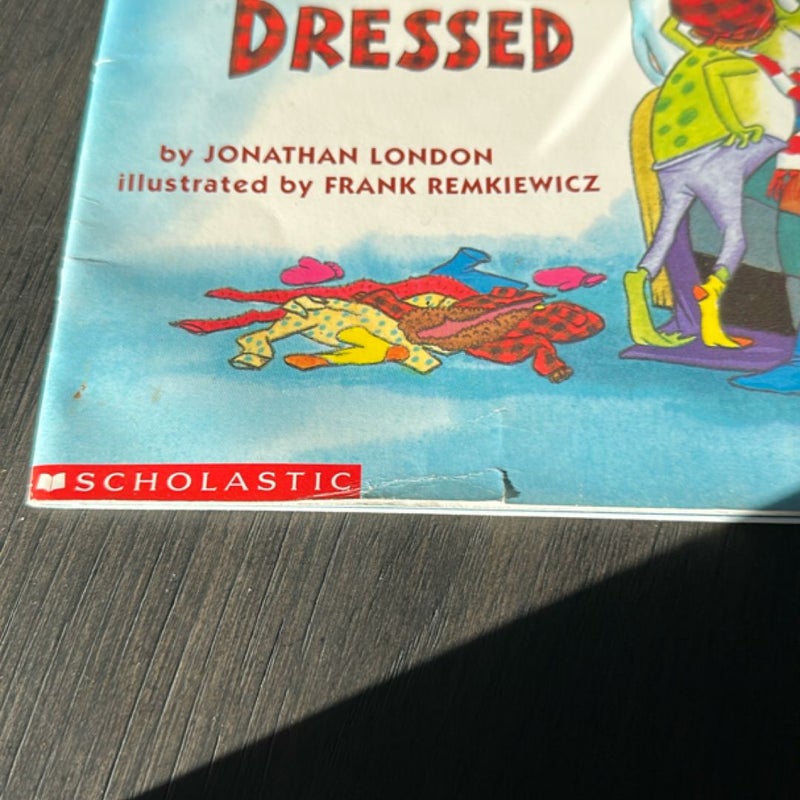 DRESSED
by JONATHAN LONDON
illustrated by FRANK REMKIEWICZ
SCHOLASTIC